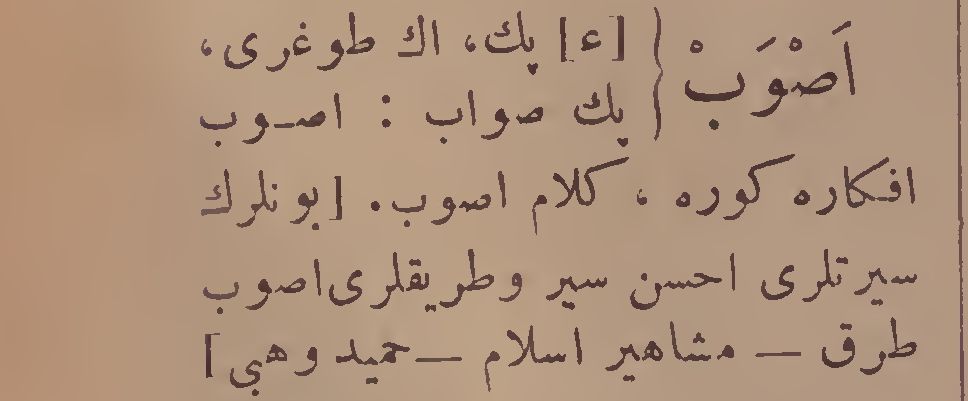 اَصْوَبْ { [ع] پك، اك طوغرى،
پك صواب : اصوب
افكاره كوره ، كلام اصوب. [بونلرك
سيرتلرى احسن سير وطريقلرى اصوب
طرق — مشاهير اسلام — حميد وهبى]